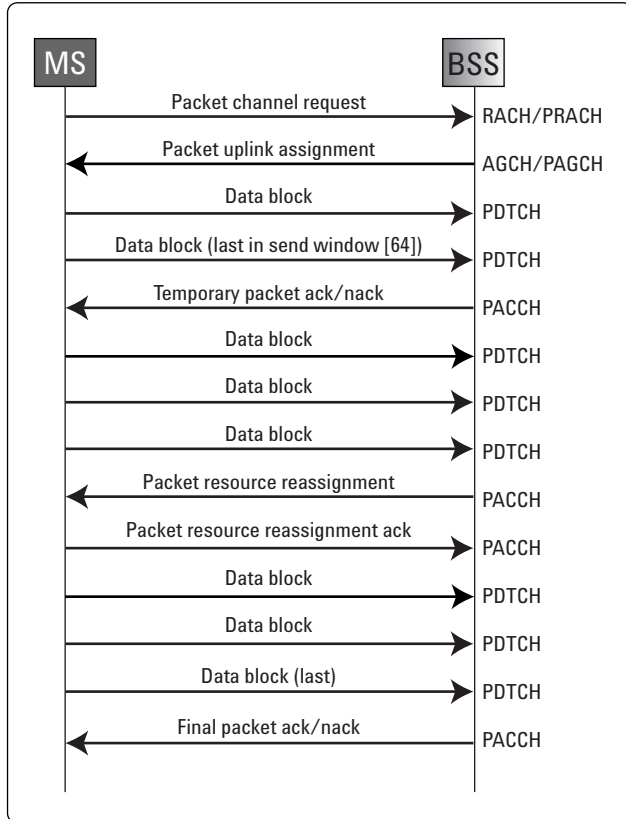 MS BSS
Packet channel request RACH/PRACH
Packet uplink assignment AGCH/PAGCH
Data block PDTCH
Data block (last in send window [64]) PDTCH
Temporary packet ack/nack PACCH
Data block PDTCH
Data block PDTCH
Data block PDTCH
Packet resource reassignment PACCH
Packet resource reassignment ack PACCH
Data block PDTCH
Data block PDTCH
Data block (last) PDTCH
Final packet ack/nack PACCH